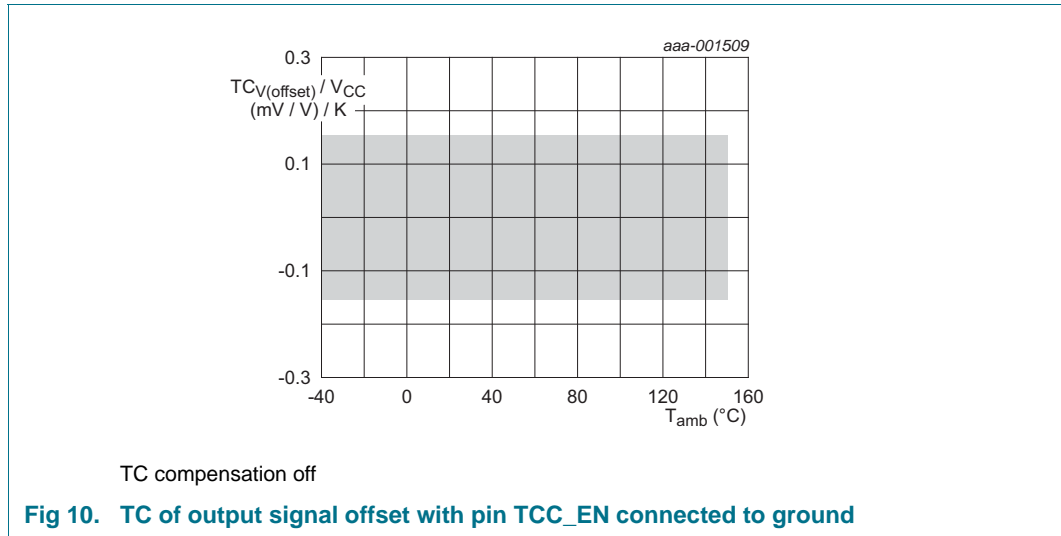 aaa-001509
0.3
TCV(offset) / VCC
(mV / V) / K
0.1
-0.1
-0.3
-40 0 40 80 120 160
Tamb (°C)
TC compensation off
Fig 10. TC of output signal offset with pin TCC_EN connected to ground